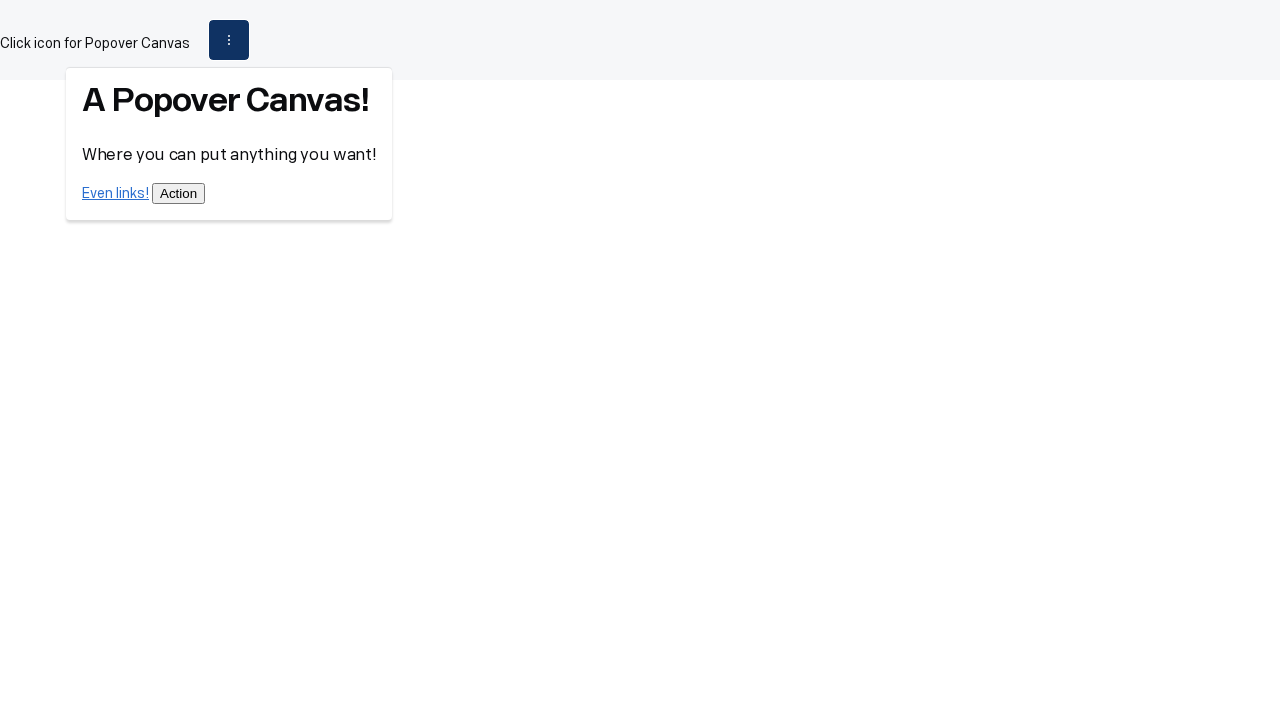 Click icon for Popover Canvas
A Popover Canvas!
Where you can put anything you want!
Even links! Action